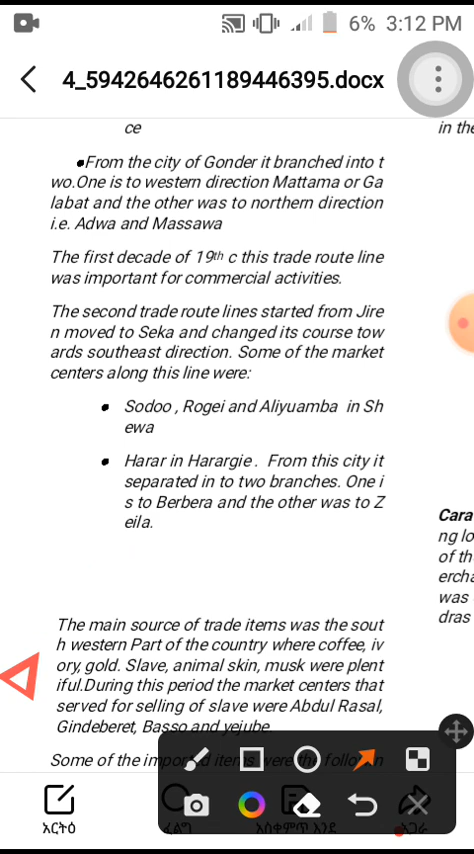 6% 3:12 PM
4_5942646261189446395.docx
ce
in the
•From the city of Gonder it branched into t
wo.One is to western direction Mattama or Ga
labat and the other was to northern direction
i.e. Adwa and Massawa
The first decade of 19th c this trade route line
was important for commercial activities.
The second trade route lines started from Jire
n moved to Seka and changed its course tow
ards southeast direction. Some of the market
centers along this line were:
• Sodoo , Rogei and Aliyuamba in Sh
ewa
• Harar in Harargie . From this city it
separated in to two branches. One i
s to Berbera and the other was to Z
eila.
Cara
ng lo
of th
ercha
was
dras
The main source of trade items was the sout
h western Part of the country where coffee, iv
ory, gold. Slave, animal skin, musk were plent
iful.During this period the market centers that
served for selling of slave were Abdul Rasal,
Gindeberet, Basso and yejube.
Some of the imported items were the follo
አርትዕ
ፈልግ
አስቀምጥ እንደ
አጋራ